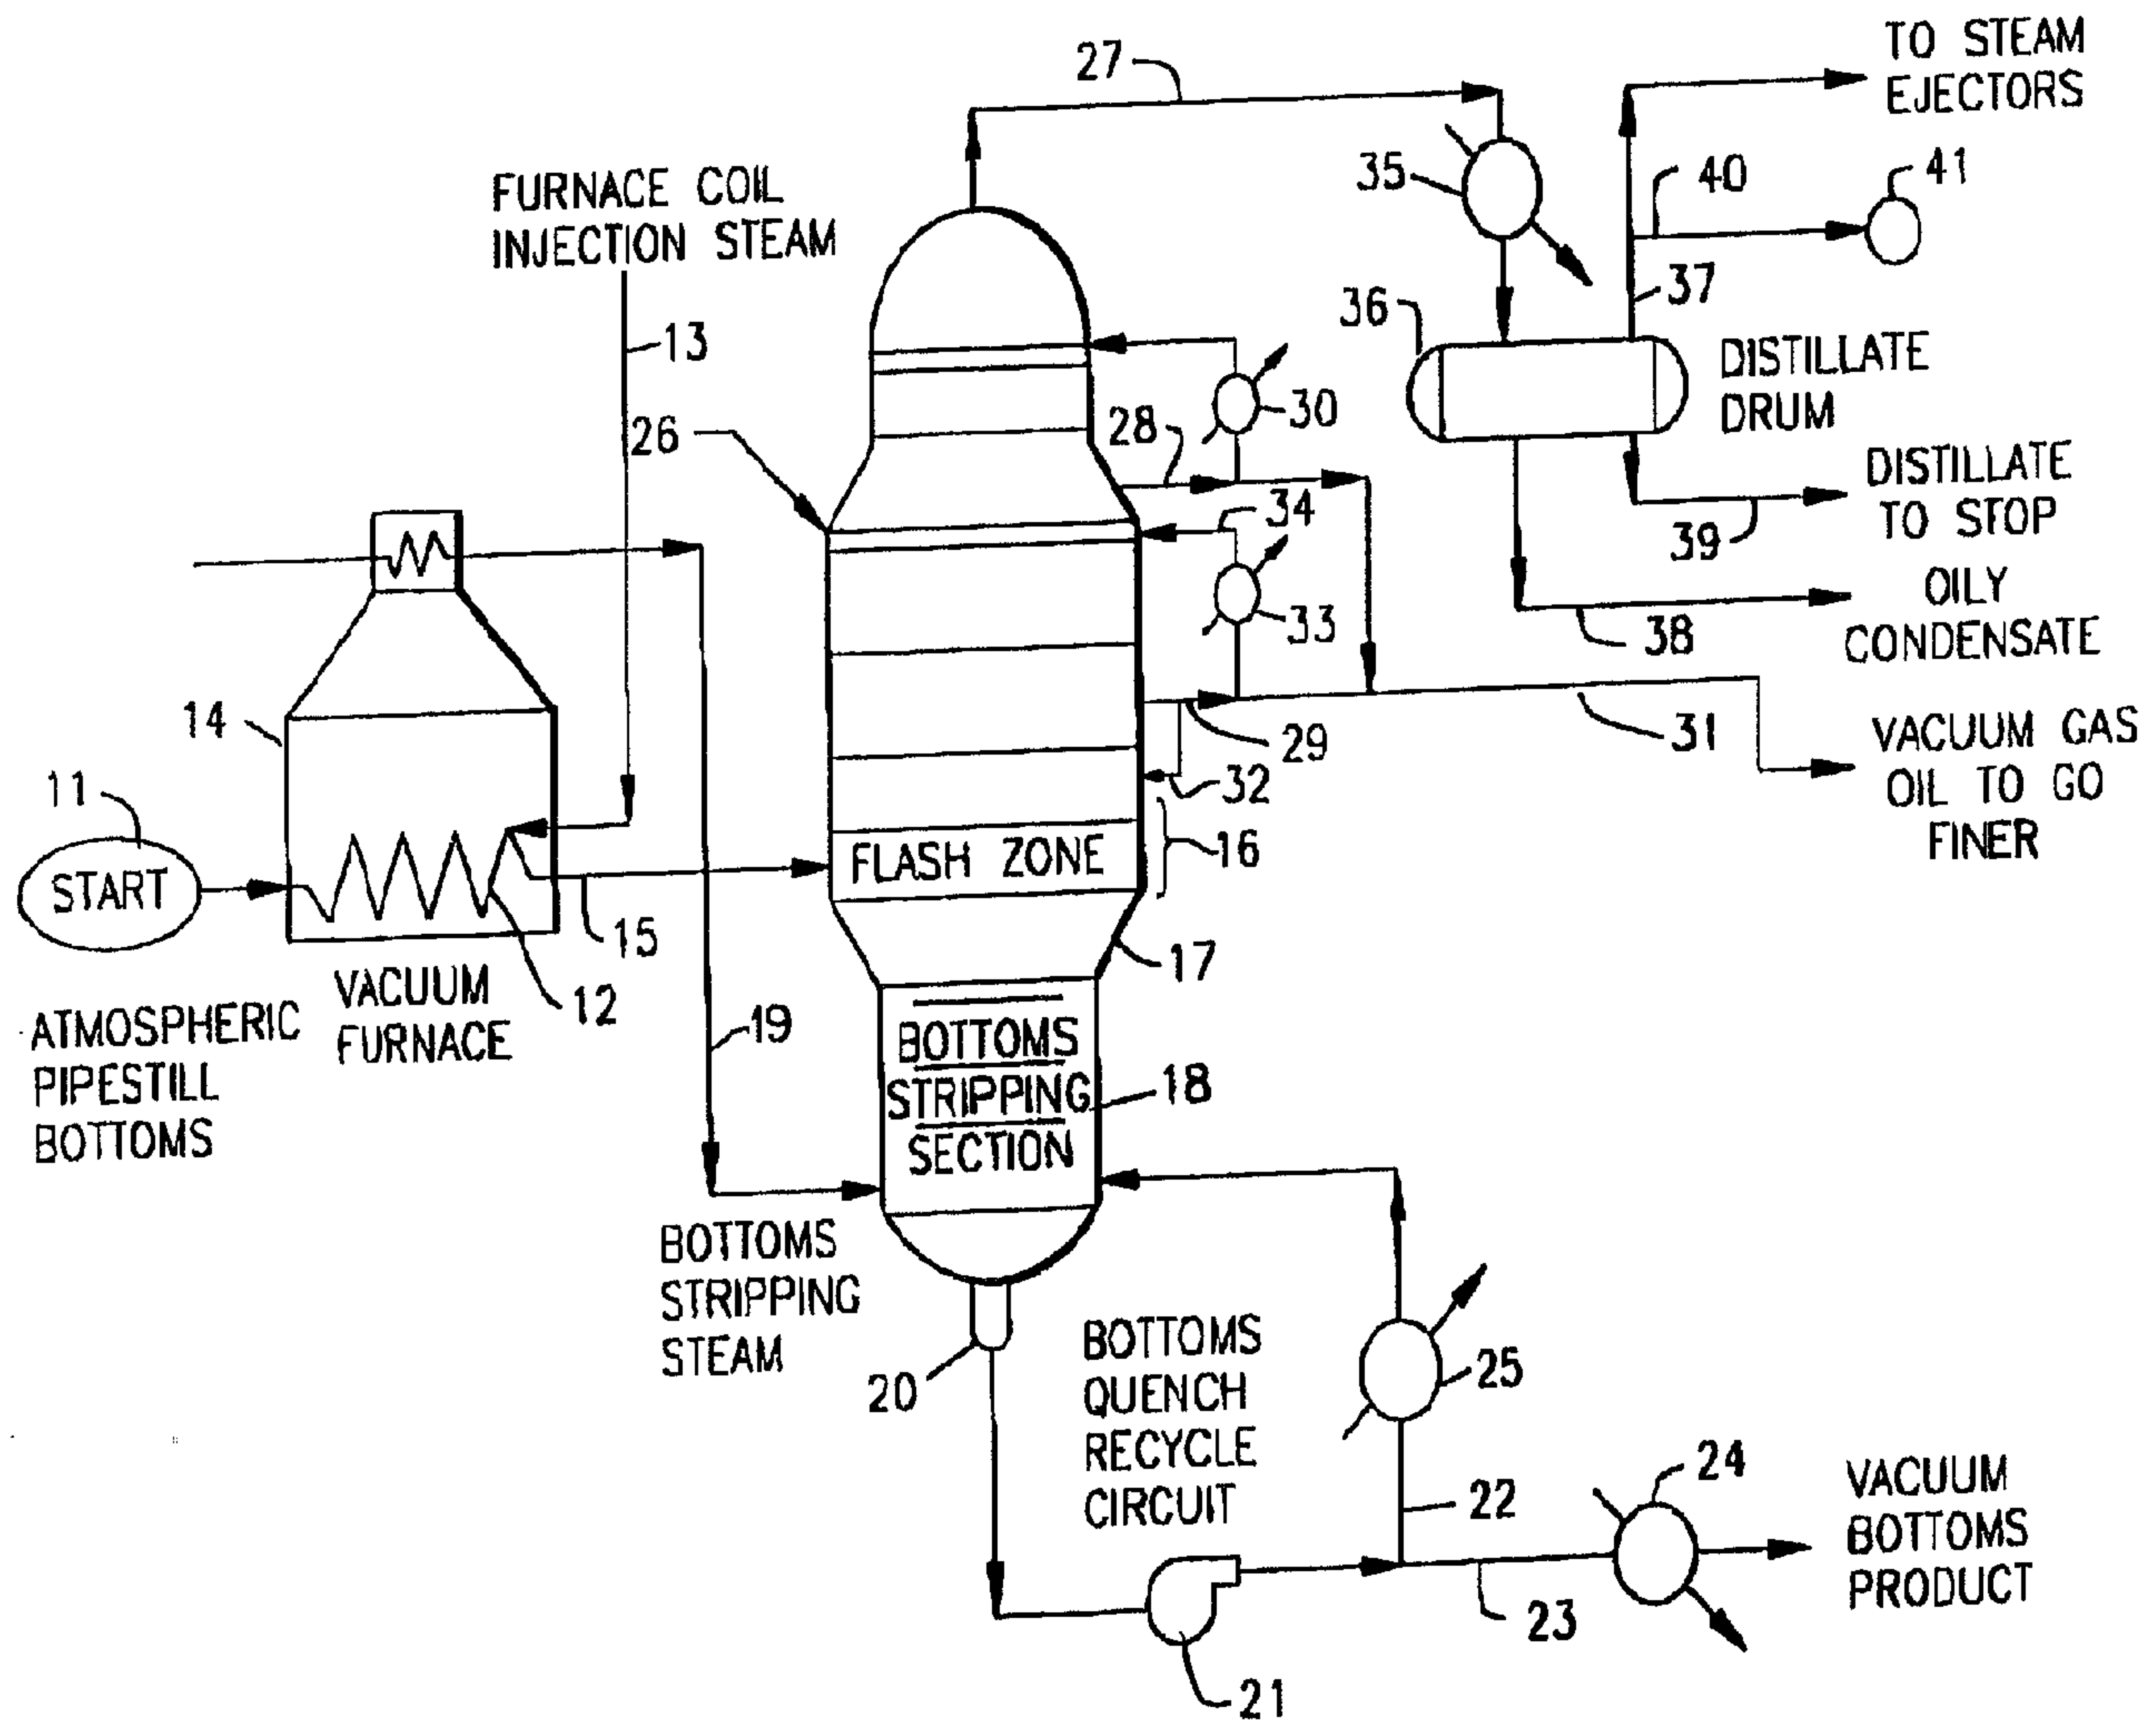 TO STEAM
EJECTORS
27
35
40
41
37
FURNACE COIL
INJECTION STEAM
13
36
DISTILLATE
DRUM
30
28
26
34
DISTILLATE
TO STOP
39
33
OILY
CONDENSATE
38
14
29
31
VACUUM GAS
OIL TO GO
FINER
32
11
START
FLASH ZONE
16
15
17
12
VACUUM
FURNACE
ATMOSPHERIC
PIPESTILL
BOTTOMS
19
BOTTOMS
STRIPPING
SECTION
18
BOTTOMS
STRIPPING
STEAM
20
BOTTOMS
QUENCH
RECYCLE
CIRCUIT
25
22
24
VACUUM
BOTTOMS
PRODUCT
23
21